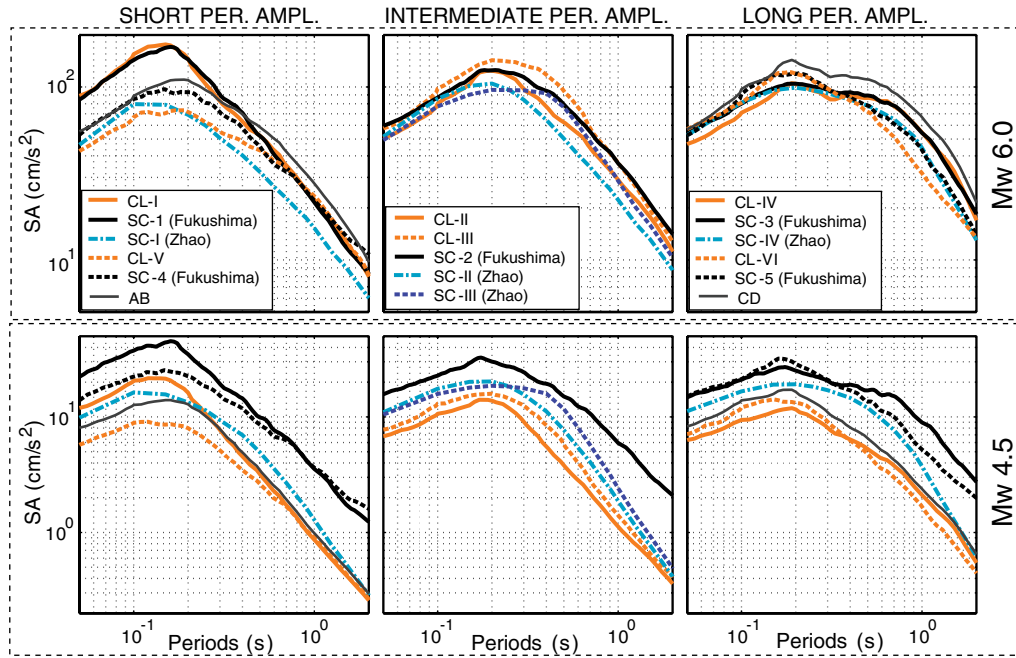 SHORT PER. AMPL.
INTERMEDIATE PER. AMPL.
LONG PER. AMPL.
SA (cm/s²)
10²
10¹
CL-I
SC-1 (Fukushima)
SC-I (Zhao)
CL-V
SC-4 (Fukushima)
AB
CL-II
CL-III
SC-2 (Fukushima)
SC-II (Zhao)
SC-III (Zhao)
CL-IV
SC-3 (Fukushima)
SC-IV (Zhao)
CL-VI
SC-5 (Fukushima)
CD
Mw 6.0
SA (cm/s²)
10¹
10⁰
Mw 4.5
10⁻¹ Periods (s) 10⁰
10⁻¹ Periods (s) 10⁰
10⁻¹ Periods (s) 10⁰